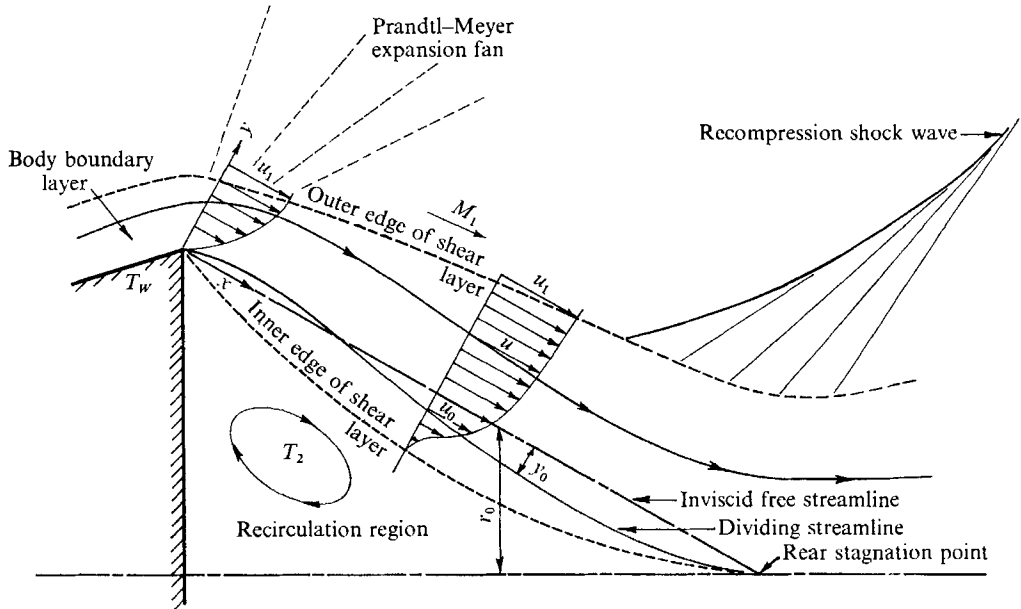 Prandtl–Meyer
expansion fan
Recompression shock wave
Body boundary
layer
y
u₁
Outer edge of shear
layer
M₁
T_W
x
Inner edge of shear
layer
u₁
u
u₀
T₂
y₀
r₀
Recirculation region
Inviscid free streamline
Dividing streamline
Rear stagnation point